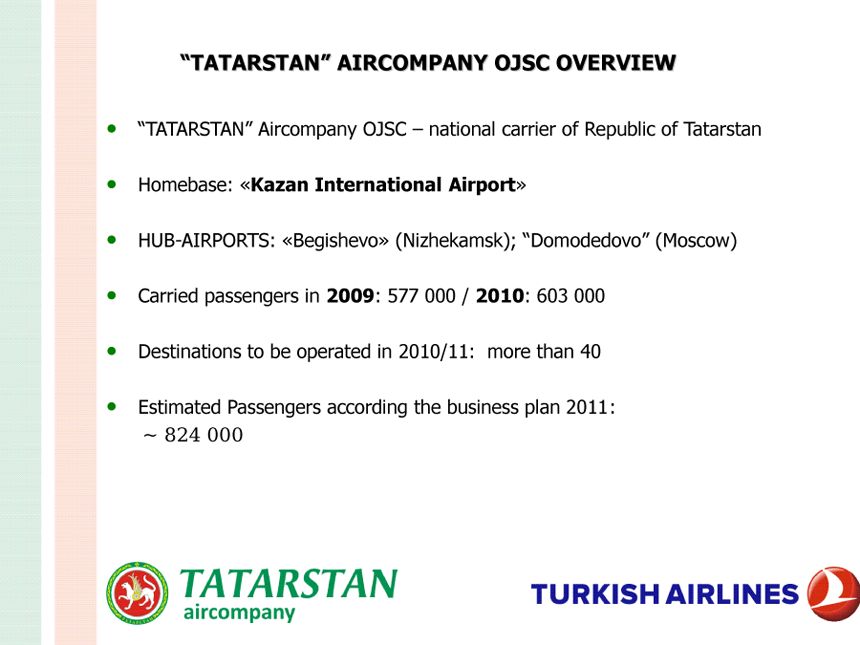 “TATARSTAN” AIRCOMPANY OJSC OVERVIEW
● “TATARSTAN” Aircompany OJSC – national carrier of Republic of Tatarstan
● Homebase: «Kazan International Airport»
● HUB-AIRPORTS: «Begishevo» (Nizhekamsk); “Domodedovo” (Moscow)
● Carried passengers in 2009: 577 000 / 2010: 603 000
● Destinations to be operated in 2010/11:  more than 40
● Estimated Passengers according the business plan 2011:
~ 824 000
TATARSTAN
aircompany
TURKISH AIRLINES